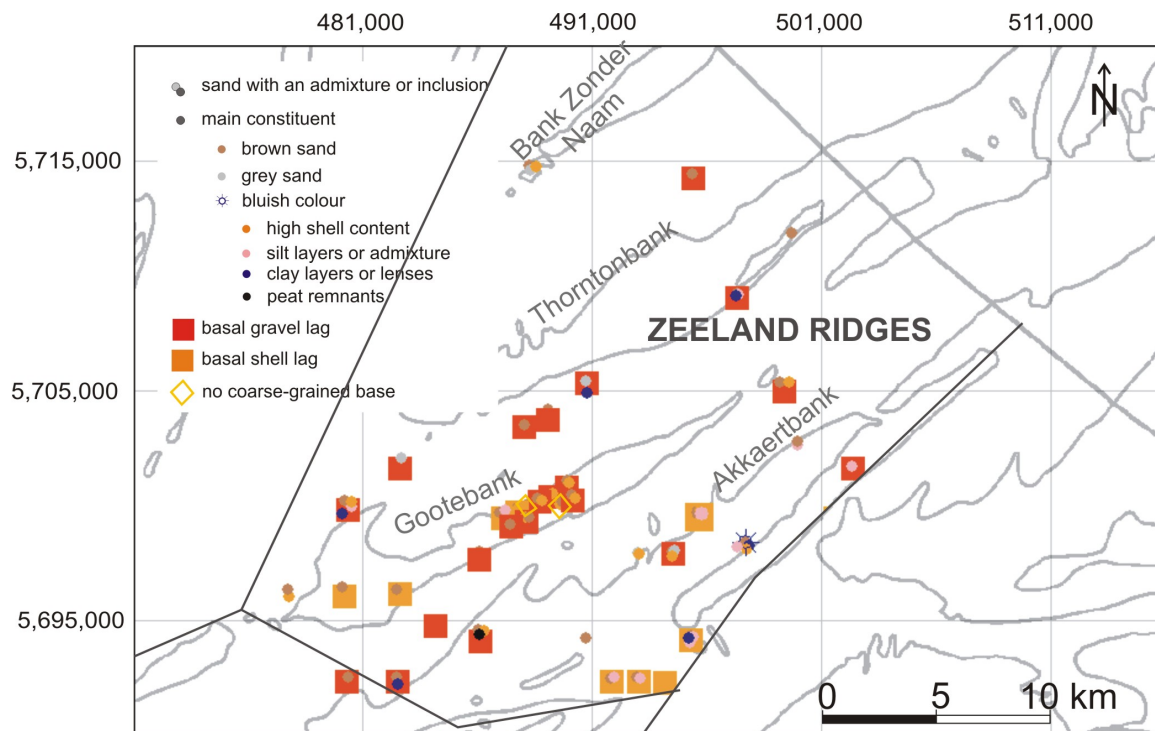 481,000 491,000 501,000 511,000
sand with an admixture or inclusion
main constituent
brown sand
grey sand
bluish colour
high shell content
silt layers or admixture
clay layers or lenses
peat remnants
basal gravel lag
basal shell lag
no coarse-grained base
5,715,000
5,705,000
5,695,000
Bank Zonder
Naam
N
Thorntonbank
ZEELAND RIDGES
Akkaertbank
Gootebank
0 5 10 km